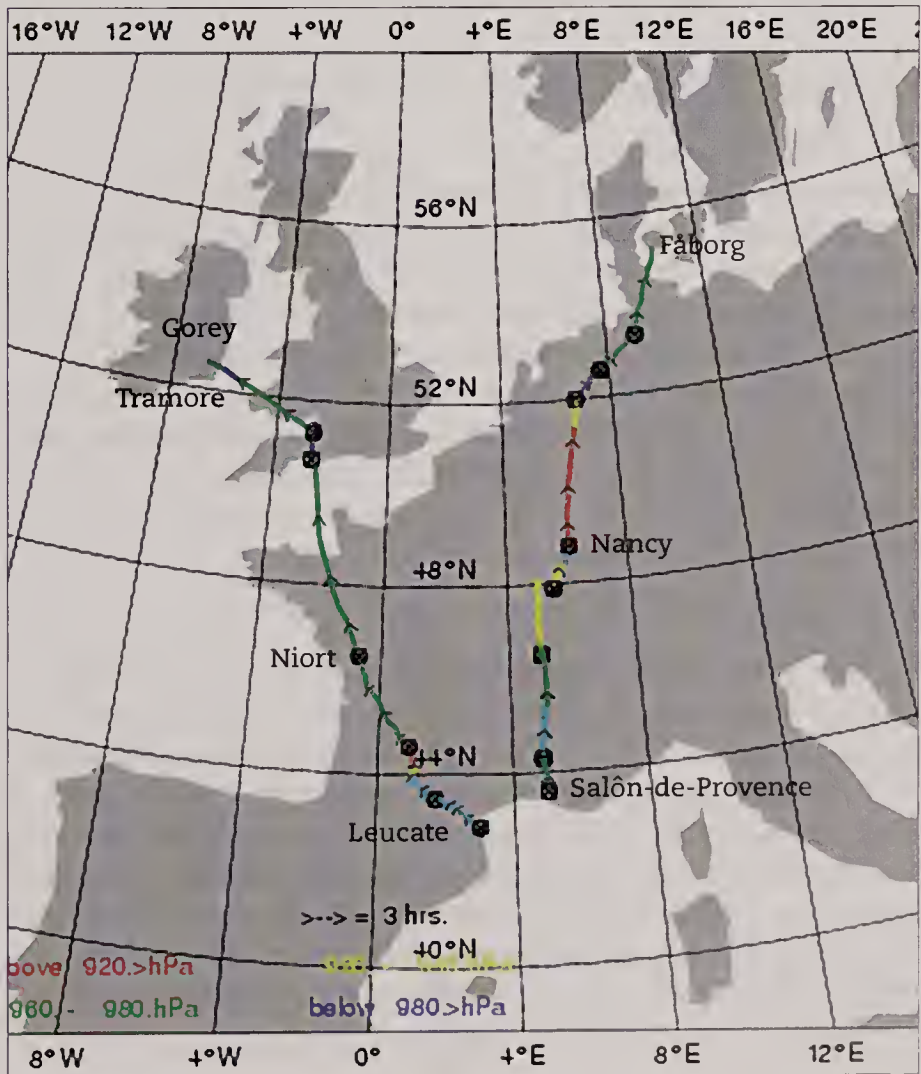 16°W 12°W 8°W 4°W 0° 4°E 8°E 12°E 16°E 20°E
56°N
Fåborg
Gorey
Tramore
52°N
Nancy
48°N
Niort
44°N
Salôn-de-Provence
Leucate
>--> = 3 hrs.
40°N
bove 920.>hPa
960.- 980.hPa below 980.>hPa
8°W 4°W 0° 4°E 8°E 12°E